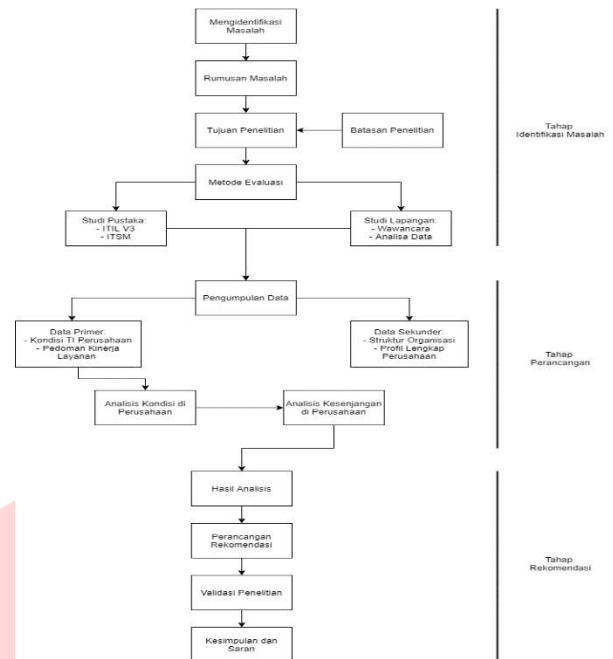 Mengidentifikasi
Masalah
Rumusan Masalah
Tujuan Penelitian
Batasan Penelitian
Tahap
Identifikasi Masalah
Metode Evaluasi
Studi Pustaka:
- ITIL V3
- ITSM
Studi Lapangan:
- Wawancara
- Analisa Data
Pengumpulan Data
Data Primer:
- Kondisi TI Perusahaan
- Pedoman Kinerja
Layanan
Data Sekunder:
- Struktur Organisasi
- Profil Lengkap
Perusahaan
Tahap
Perancangan
Analisis Kondisi di
Perusahaan
Analisis Kesenjangan
di Perusahaan
Hasil Analisis
Perancangan
Rekomendasi
Tahap
Rekomendasi
Validasi Penelitian
Kesimpulan dan
Saran